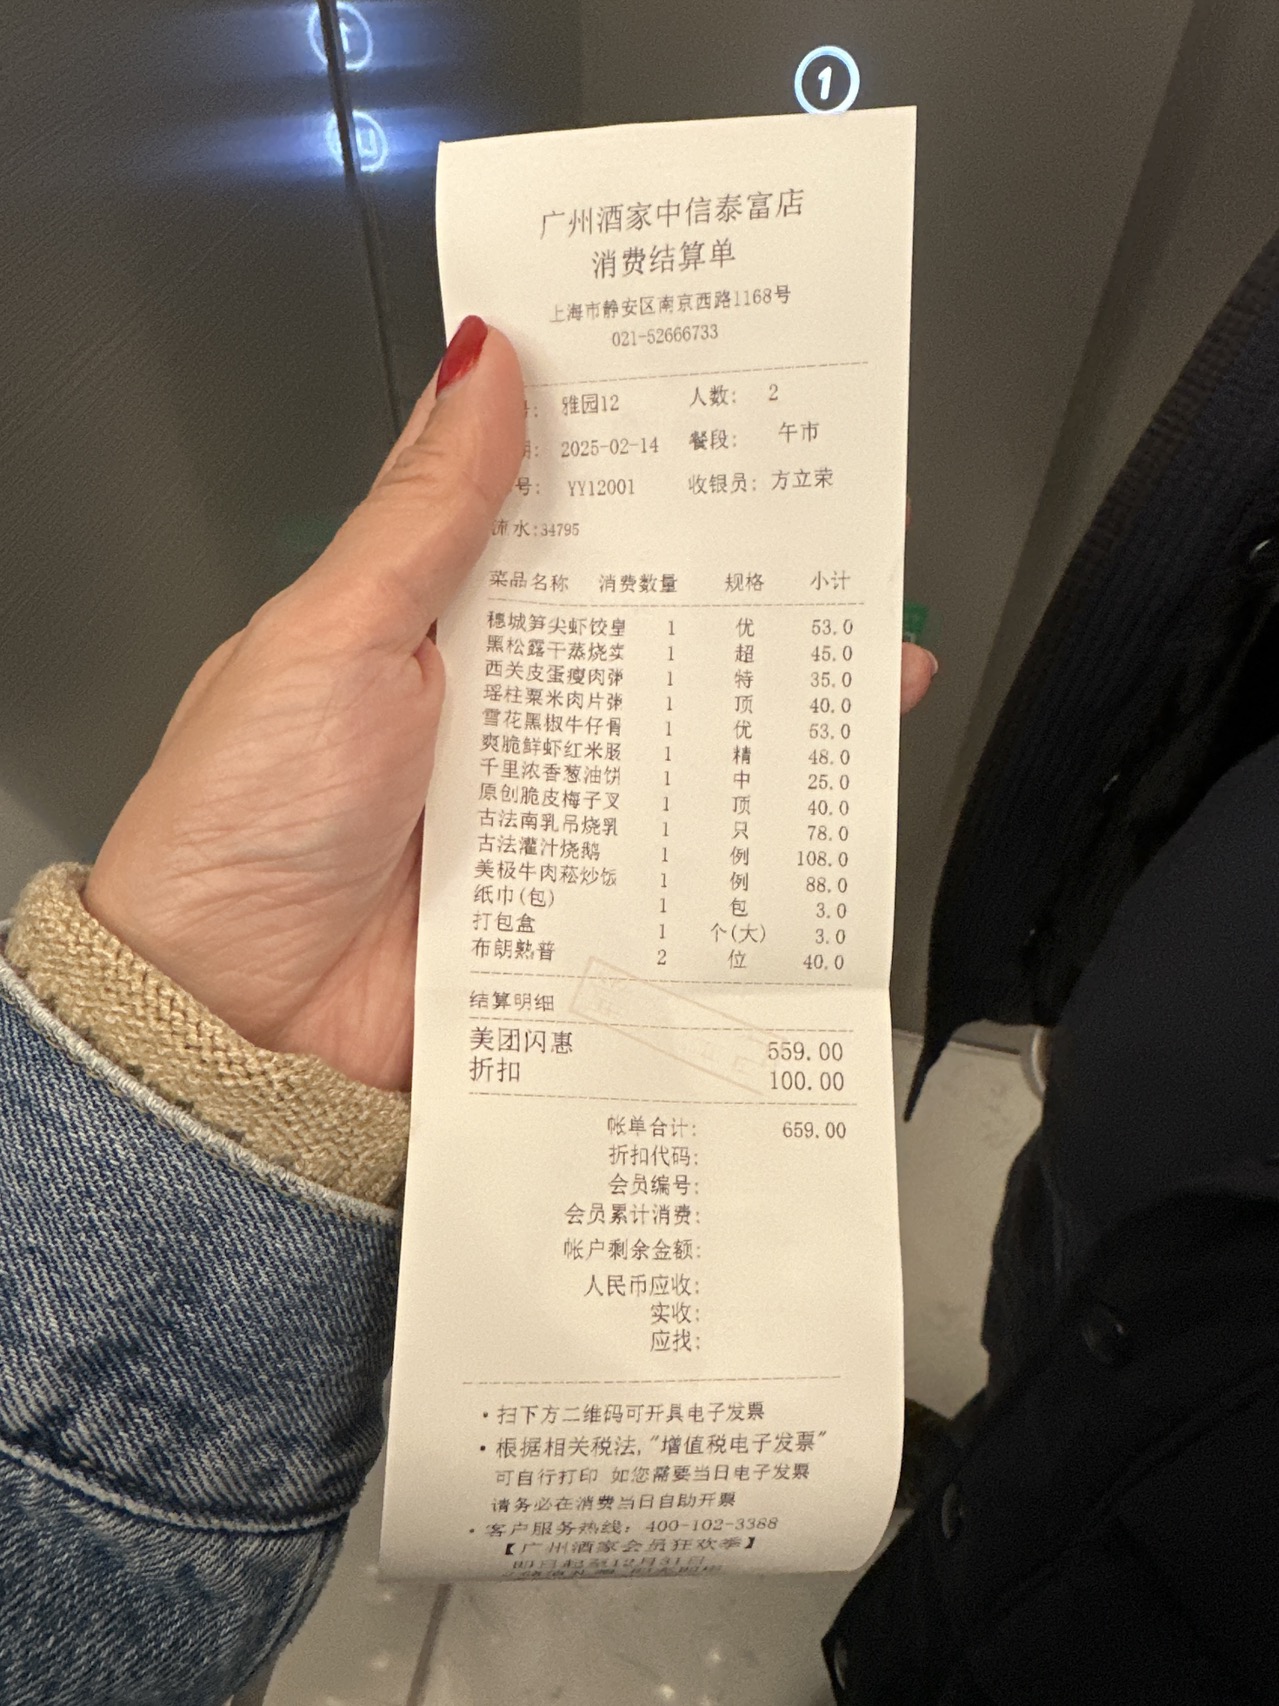 1
广州酒家中信泰富店
消费结算单
上海市静安区南京西路1168号
021-52666733
号: 雅园12 人数: 2
期: 2025-02-14 餐段: 午市
号: YY12001 收银员: 方立荣
流水:34795
菜品名称 消费数量 规格 小计
穗城笋尖虾饺皇 1 优 53.0
黑松露干蒸烧卖 1 超 45.0
西关皮蛋瘦肉粥 1 特 35.0
瑶柱粟米肉片粥 1 顶 40.0
雪花黑椒牛仔骨 1 优 53.0
爽脆鲜虾红米肠 1 精 48.0
千里浓香葱油饼 1 中 25.0
原创脆皮梅子叉 1 顶 40.0
古法南乳吊烧乳 1 只 78.0
古法灌汁烧鹅 1 例 108.0
美极牛肉菘炒饭 1 例 88.0
纸巾(包) 1 包 3.0
打包盒 1 个(大) 3.0
布朗熟普 2 位 40.0
结算明细
美团闪惠 559.00
折扣 100.00
帐单合计: 659.00
折扣代码:
会员编号:
会员累计消费:
帐户剩余金额:
人民币应收:
实收:
应找:
·扫下方二维码可开具电子发票
·根据相关税法,"增值税电子发票"
可自行打印 如您需要当日电子发票
请务必在消费当日自助开票
·客户服务热线: 400-102-3388
【广州酒家会员狂欢季】
明日起至12月31日